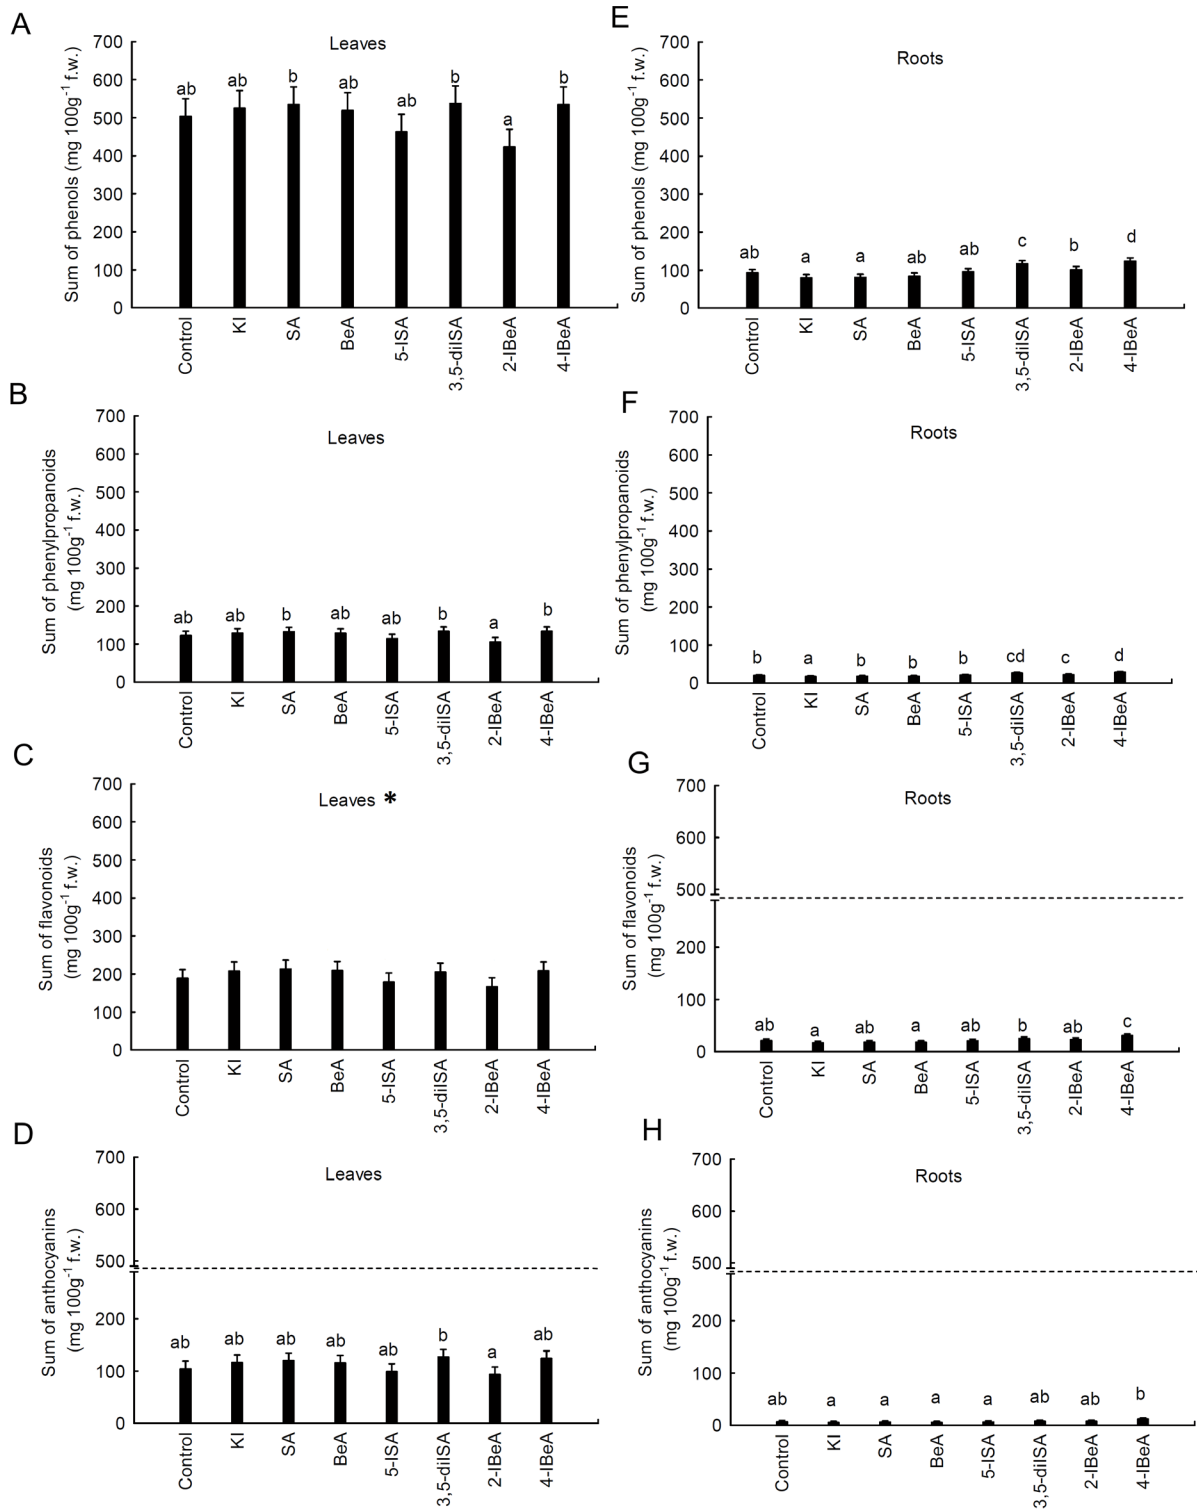 A
Leaves
Sum of phenols (mg 100g⁻¹ f.w.)
700
600
500
400
300
200
100
0
ab ab b ab ab b a b
Control KI SA BeA 5-ISA 3,5-diISA 2-IBeA 4-IBeA
E
Roots
Sum of phenols (mg 100g⁻¹ f.w.)
700
600
500
400
300
200
100
0
ab a a ab ab c b d
Control KI SA BeA 5-ISA 3,5-diISA 2-IBeA 4-IBeA
B
Leaves
Sum of phenylpropanoids
(mg 100g⁻¹ f.w.)
700
600
500
400
300
200
100
0
ab ab b ab ab b a b
Control KI SA BeA 5-ISA 3,5-diISA 2-IBeA 4-IBeA
F
Roots
Sum of phenylpropanoids
(mg 100g⁻¹ f.w.)
700
600
500
400
300
200
100
0
b a b b b cd c d
Control KI SA BeA 5-ISA 3,5-diISA 2-IBeA 4-IBeA
C
Leaves *
Sum of flavonoids
(mg 100g⁻¹ f.w.)
700
600
500
400
300
200
100
0
Control KI SA BeA 5-ISA 3,5-diISA 2-IBeA 4-IBeA
G
Roots
Sum of flavonoids
(mg 100g⁻¹ f.w.)
700
600
500
200
100
0
ab a ab a ab b ab c
Control KI SA BeA 5-ISA 3,5-diISA 2-IBeA 4-IBeA
D
Leaves
Sum of anthocyanins
(mg 100g⁻¹ f.w.)
700
600
500
200
100
0
ab ab ab ab ab b a ab
Control KI SA BeA 5-ISA 3,5-diISA 2-IBeA 4-IBeA
H
Roots
Sum of anthocyanins
(mg 100g⁻¹ f.w.)
700
600
500
200
100
0
ab a a a a ab ab b
Control KI SA BeA 5-ISA 3,5-diISA 2-IBeA 4-IBeA